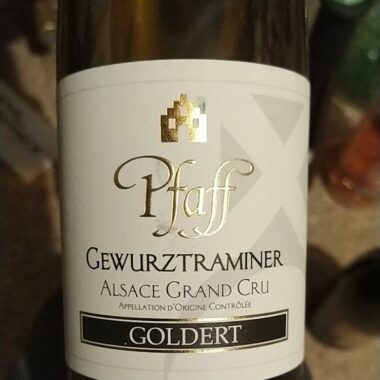 Pfaff
GEWURZTRAMINER
ALSACE GRAND CRU
APPELLATION D'ORIGINE CONTRÔLÉE
GOLDERT